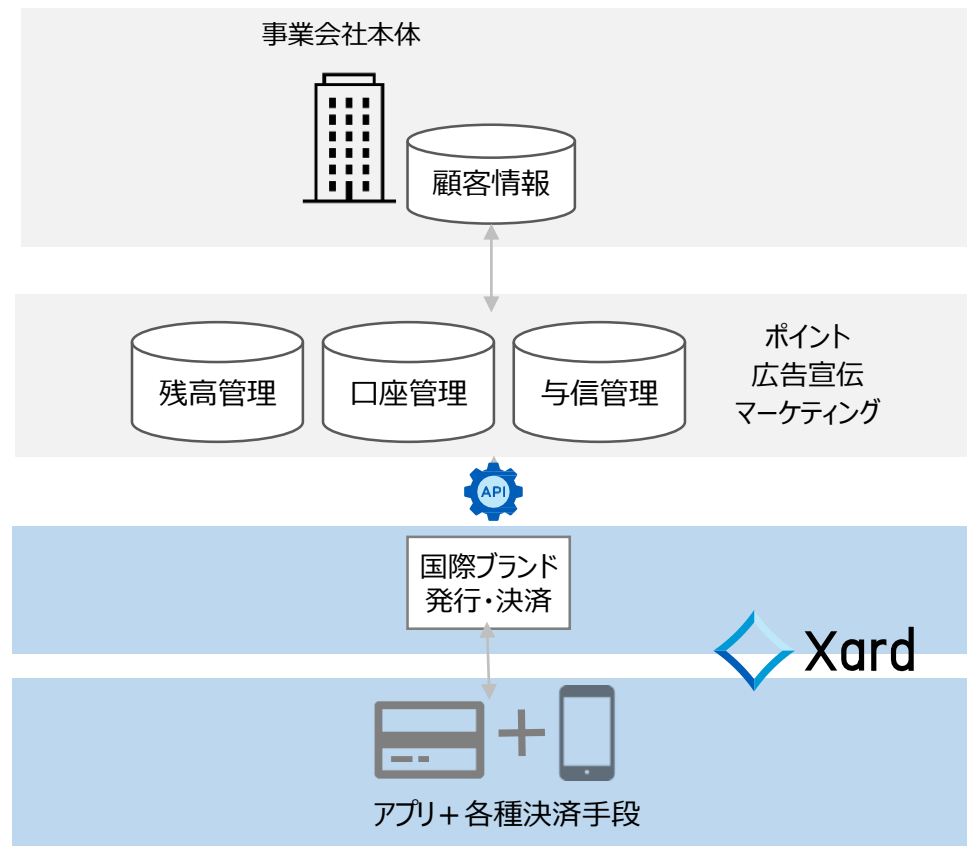 事業会社本体
顧客情報
残高管理
口座管理
与信管理
ポイント
広告宣伝
マーケティング
API
国際ブランド
発行・決済
Xard
アプリ+各種決済手段